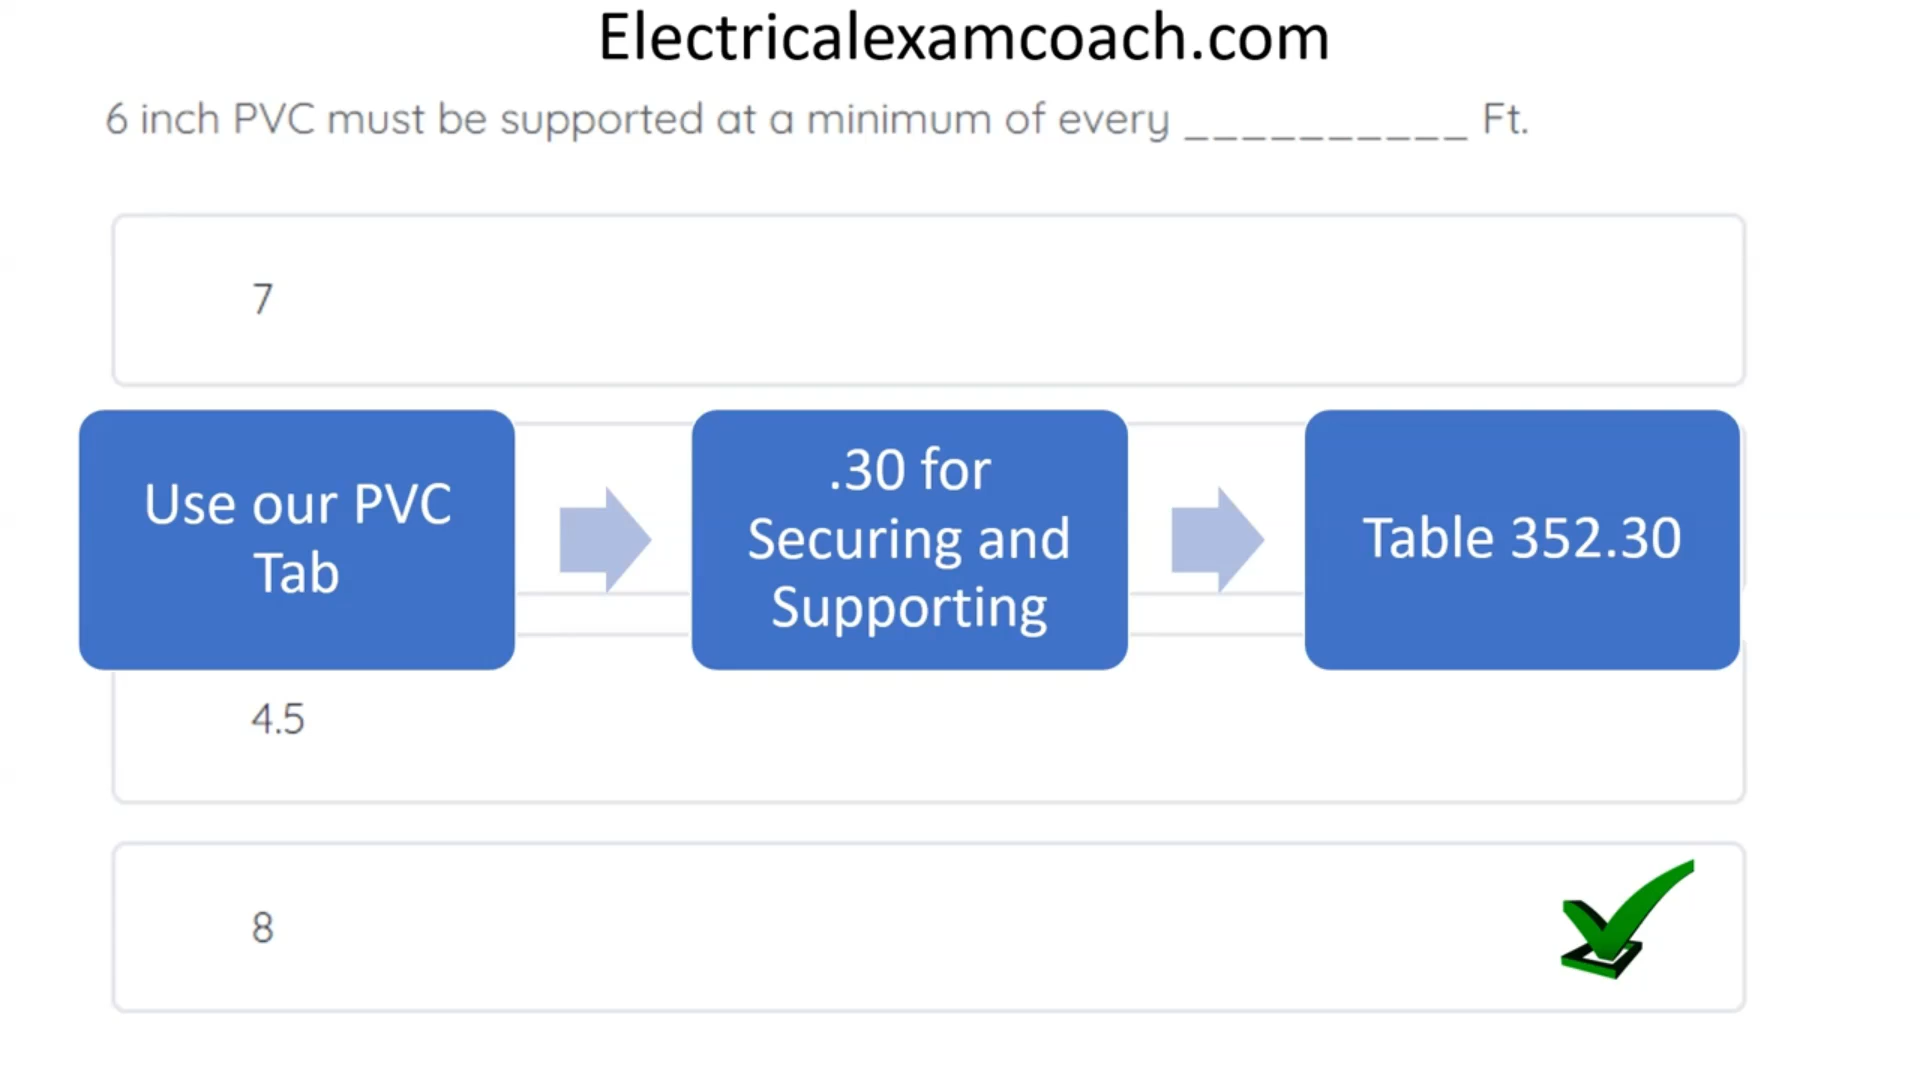 Electricalexamcoach.com
6 inch PVC must be supported at a minimum of every __________ Ft.
7
Use our PVC
Tab
.30 for
Securing and
Supporting
Table 352.30
4.5
8